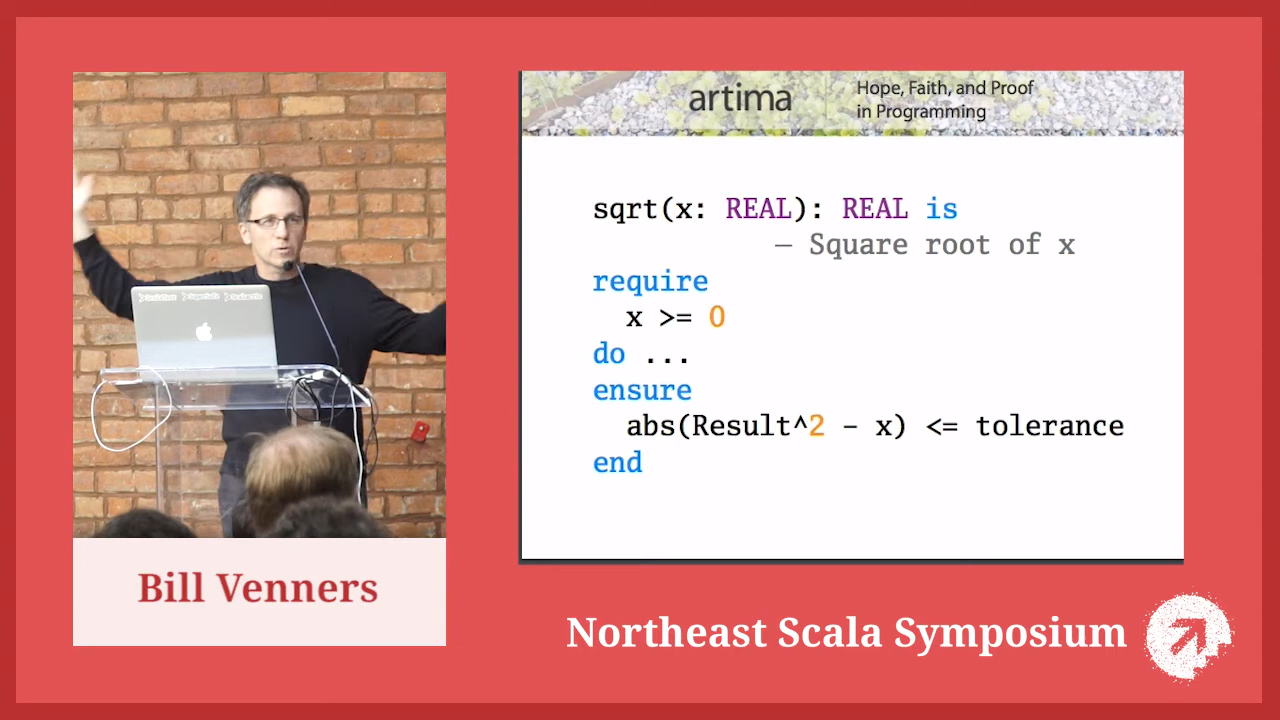 artima
Hope, Faith, and Proof
in Programming
sqrt(x: REAL): REAL is
— Square root of x
require
x >= 0
do ...
ensure
abs(Result^2 – x) <= tolerance
end
Bill Venners
Northeast Scala Symposium